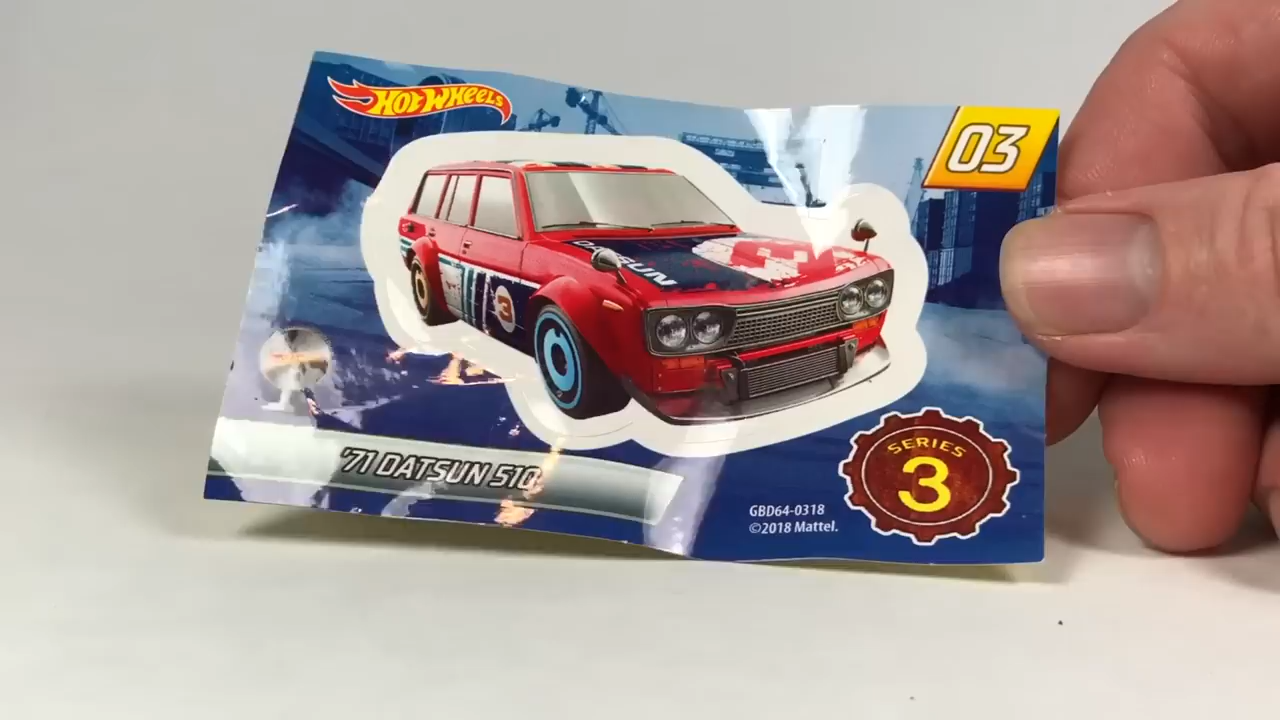 HOT WHEELS
03
DATSUN
3
'71 DATSUN 510
SERIES
3
GBD64-0318
©2018 Mattel.